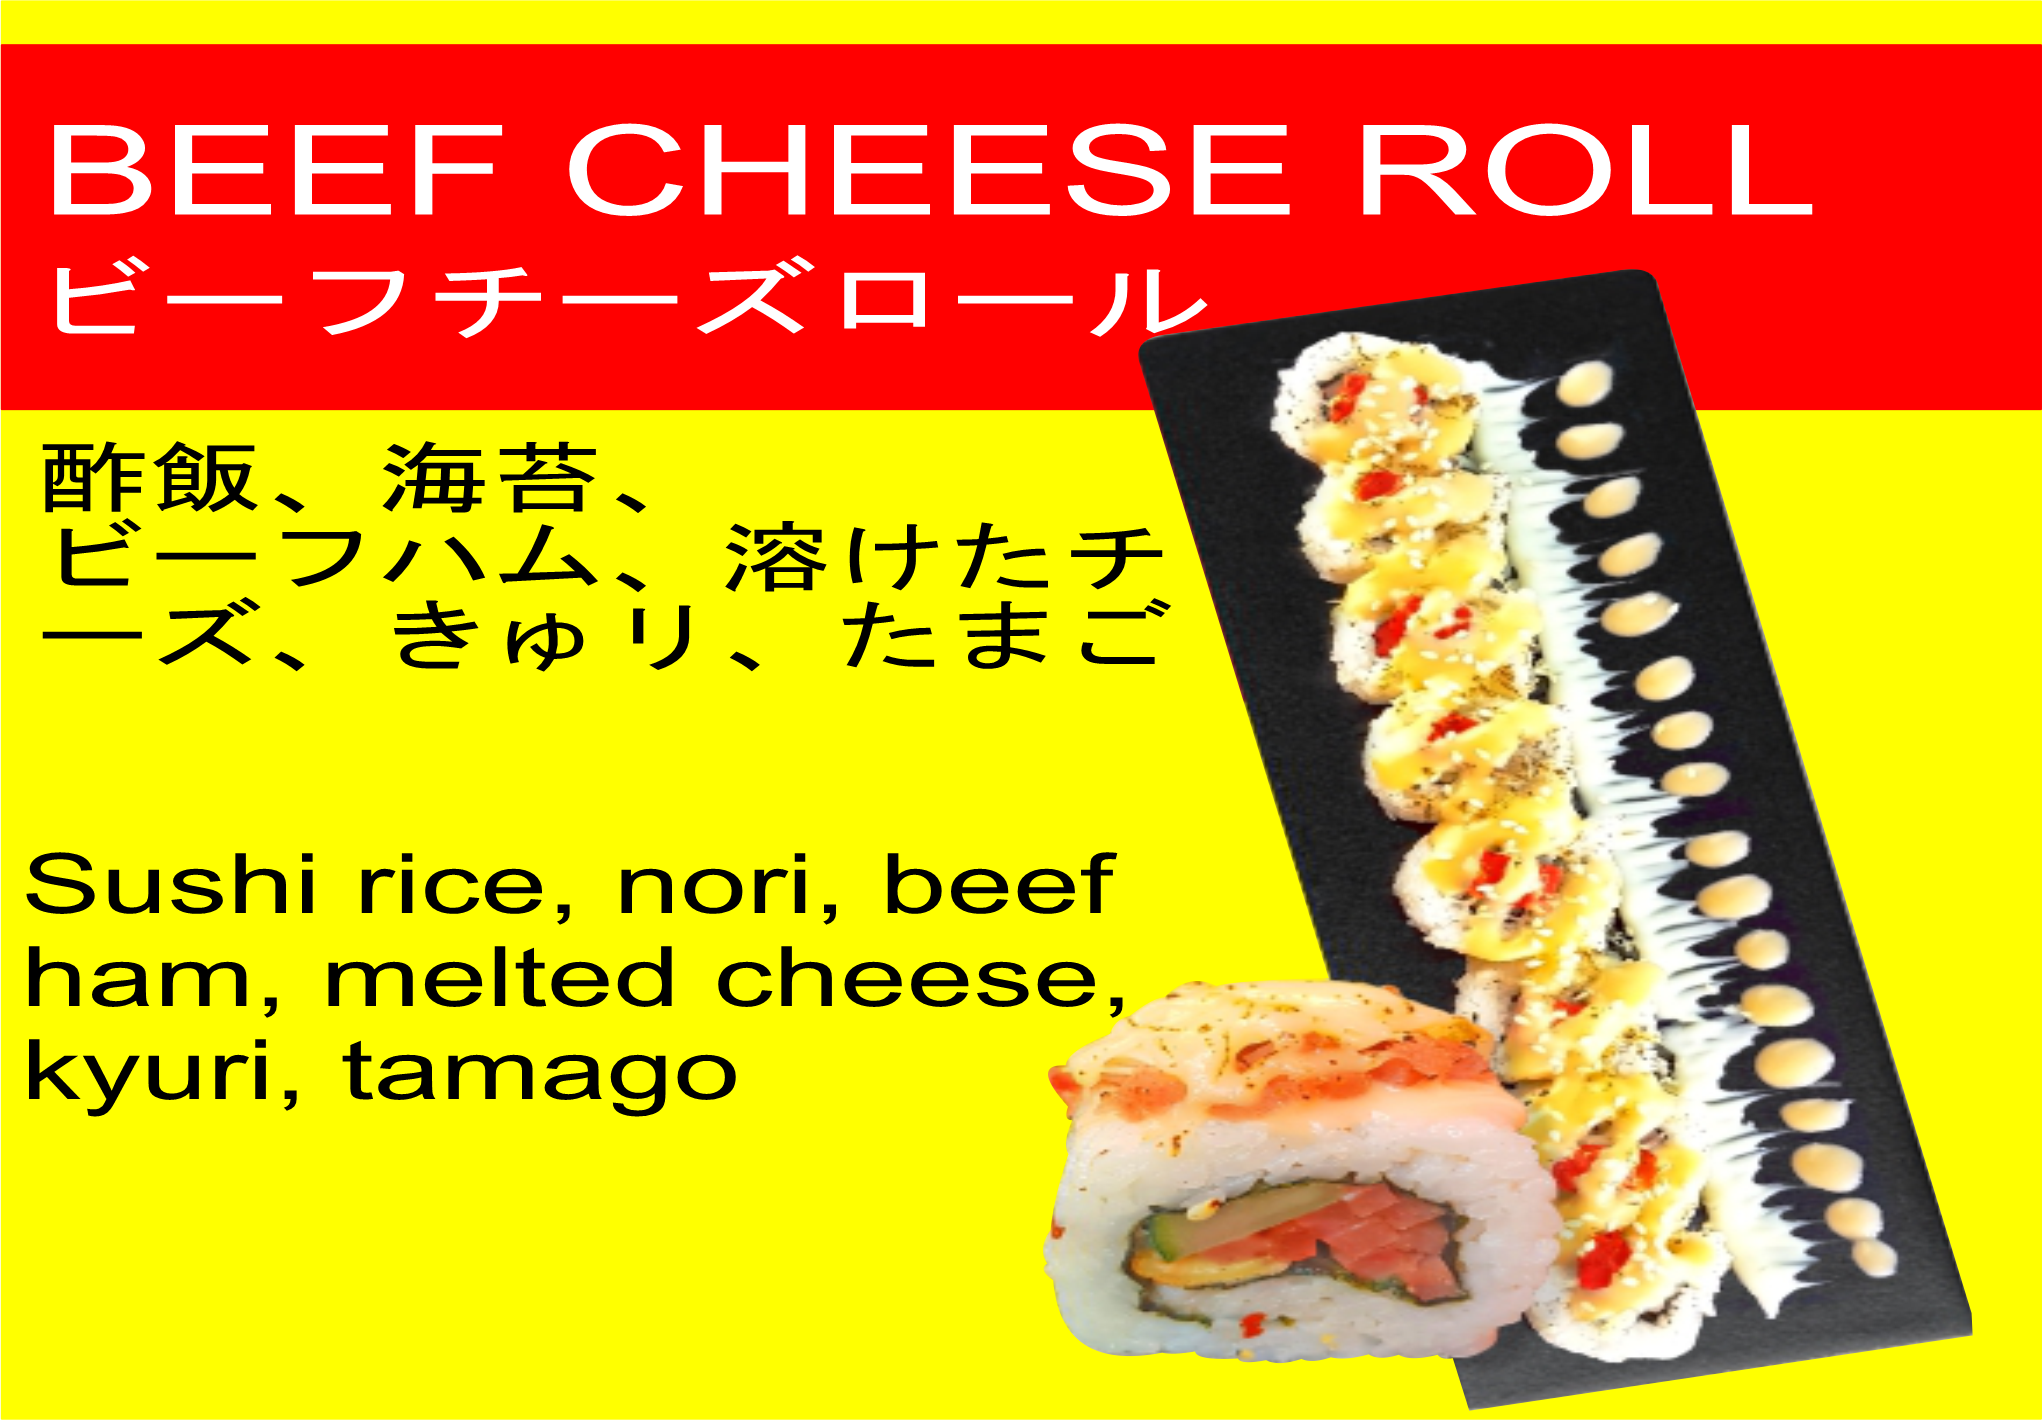 BEEF CHEESE ROLL
ビーフチーズロール
酢飯、海苔、
ビーフハム、溶けたチ
ーズ、きゅリ、たまご
Sushi rice, nori, beef
ham, melted cheese,
kyuri, tamago